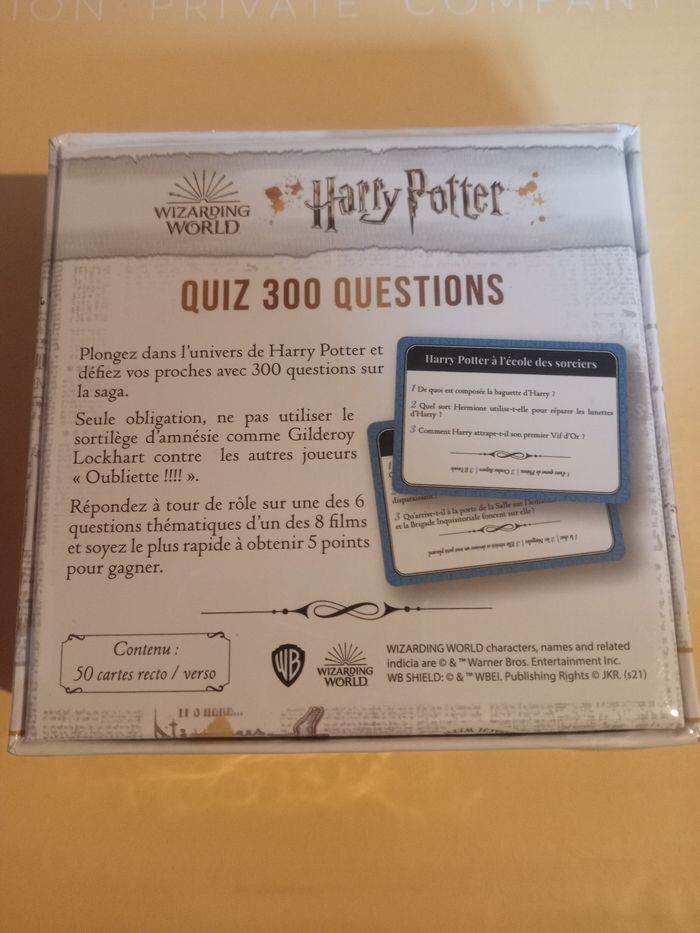 ION PRIVATE COMPAN
WIZARDING
WORLD
Harry Potter
QUIZ 300 QUESTIONS
Plongez dans l'univers de Harry Potter et
défiez vos proches avec 300 questions sur
la saga.
Seule obligation, ne pas utiliser le
sortilège d'amnésie comme Gilderoy
Lockhart contre les autres joueurs
« Oubliette !!!! ».
Répondez à tour de rôle sur une des 6
questions thématiques d'un des 8 films
et soyez le plus rapide à obtenir 5 points
pour gagner.
Harry Potter à l'école des sorciers
1 De quoi est composée la baguette d'Harry ?
2 Quel sort Hermione utilise-t-elle pour réparer les lunettes
d'Harry ?
3 Comment Harry attrape-t-il son premier Vif d'Or ?
3 Qu'arrive-t-il à la porte de la Salle sur
et la Brigade Inquisitoriale foncent sur elle ?
Contenu :
50 cartes recto / verso
WB
WIZARDING
WORLD
WIZARDING WORLD characters, names and related
indicia are © & ™ Warner Bros. Entertainment Inc.
WB SHIELD: © & ™ WBEI. Publishing Rights © JKR. (s21)